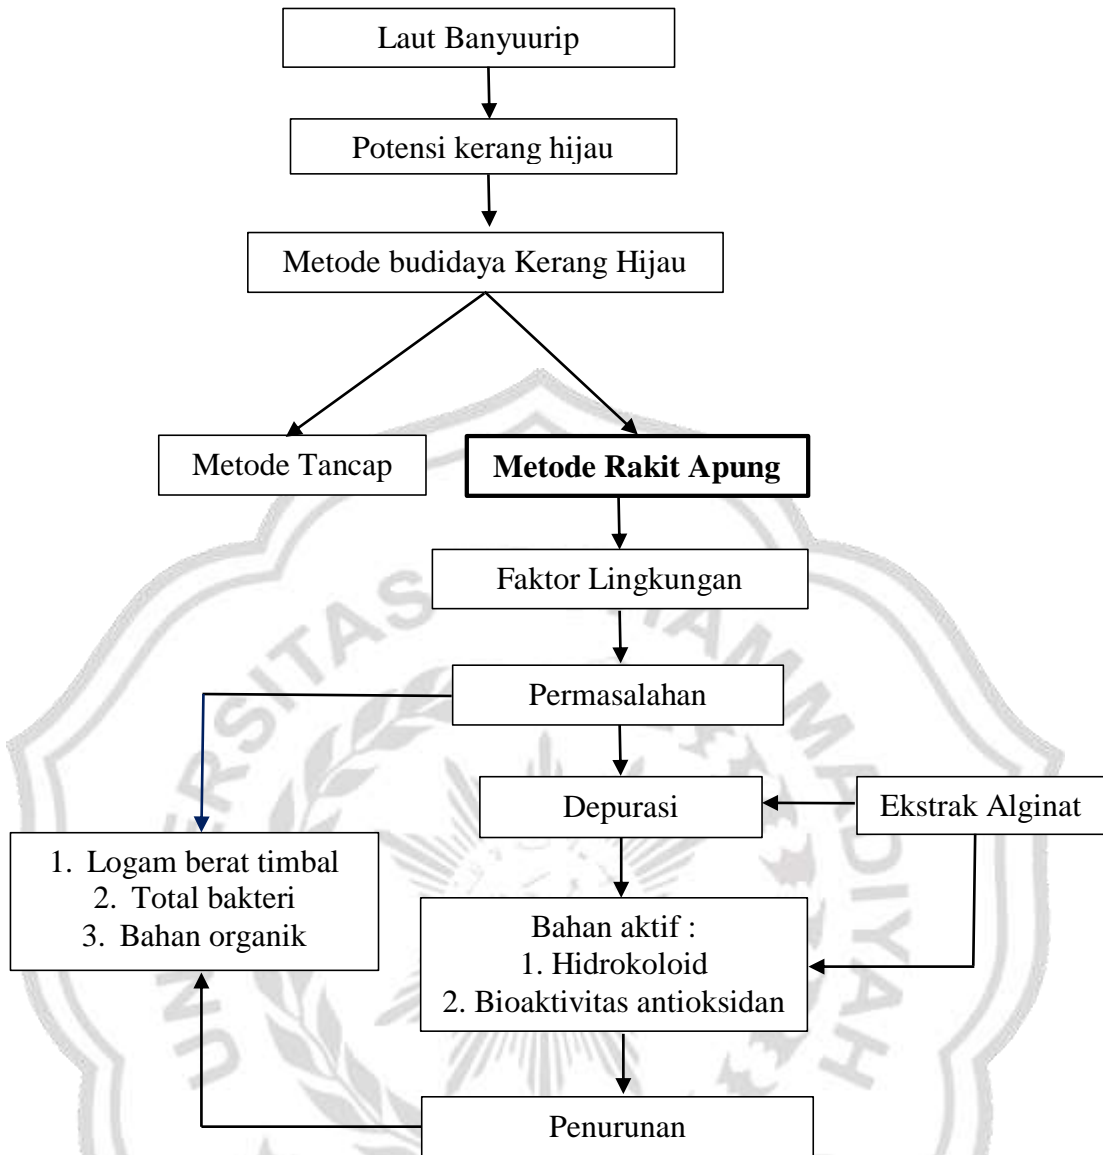 Laut Banyuurip
Potensi kerang hijau
Metode budidaya Kerang Hijau
Metode Tancap
Metode Rakit Apung
Faktor Lingkungan
Permasalahan
Depurasi
Ekstrak Alginat
1. Logam berat timbal
2. Total bakteri
3. Bahan organik
Bahan aktif :
1. Hidrokoloid
2. Bioaktivitas antioksidan
Penurunan